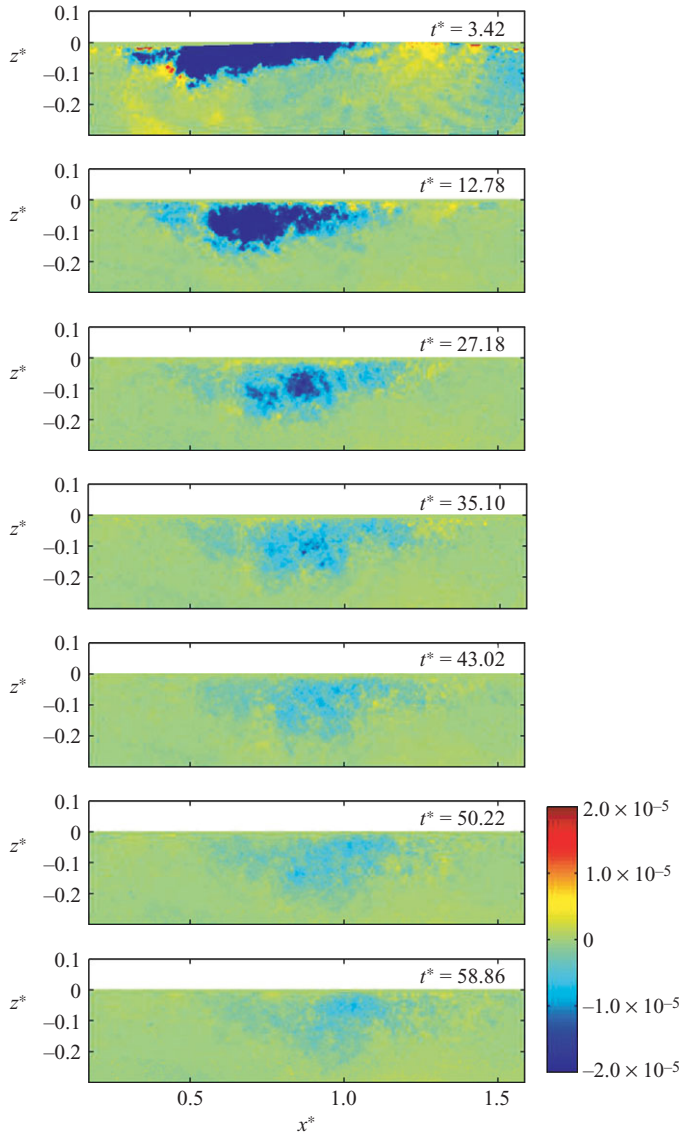 t* = 3.42
0.1
z*
0
–0.1
–0.2
t* = 12.78
0.1
z*
0
–0.1
–0.2
t* = 27.18
0.1
z*
0
–0.1
–0.2
t* = 35.10
0.1
z*
0
–0.1
–0.2
t* = 43.02
0.1
z*
0
–0.1
–0.2
t* = 50.22
0.1
z*
0
–0.1
–0.2
t* = 58.86
0.1
z*
0
–0.1
–0.2
0.5 1.0 1.5
x*
2.0 × 10⁻⁵
1.0 × 10⁻⁵
0
–1.0 × 10⁻⁵
–2.0 × 10⁻⁵